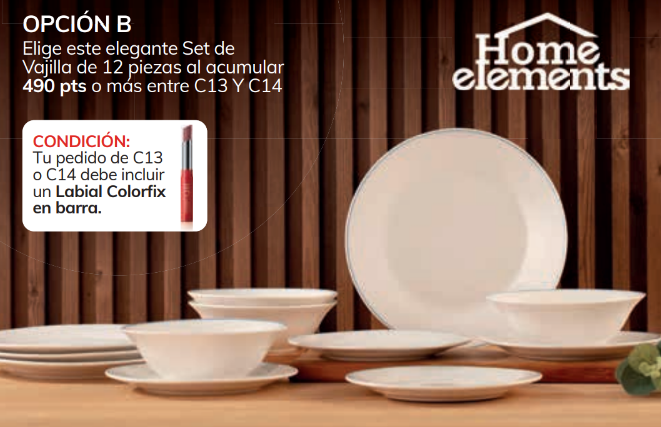 OPCIÓN B
Elige este elegante Set de
Vajilla de 12 piezas al acumular
490 pts o más entre C13 Y C14
Home
elements
CONDICIÓN:
Tu pedido de C13
o C14 debe incluir
un Labial Colorfix
en barra.